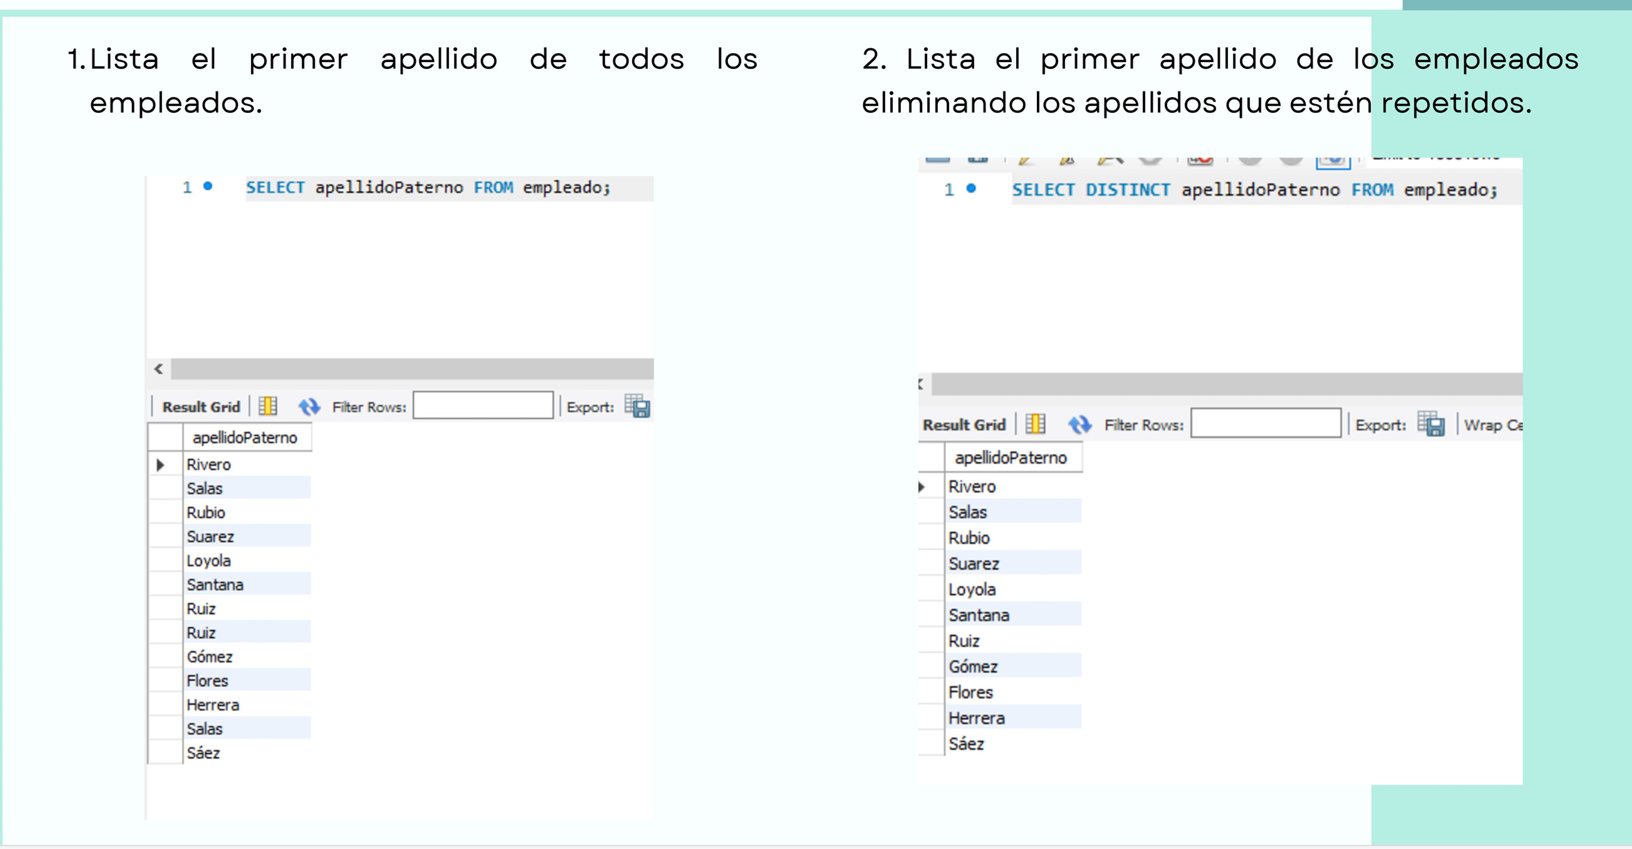 1. Lista el primer apellido de todos los
empleados.
1 SELECT apellidoPaterno FROM empleado;
<
Result Grid Filter Rows: Export:
apellidoPaterno
Rivero
Salas
Rubio
Suarez
Loyola
Santana
Ruiz
Ruiz
Gómez
Flores
Herrera
Salas
Sáez
2. Lista el primer apellido de los empleados
eliminando los apellidos que estén repetidos.
1 SELECT DISTINCT apellidoPaterno FROM empleado;
Result Grid Filter Rows: Export: Wrap Ce
apellidoPaterno
Rivero
Salas
Rubio
Suarez
Loyola
Santana
Ruiz
Gómez
Flores
Herrera
Sáez